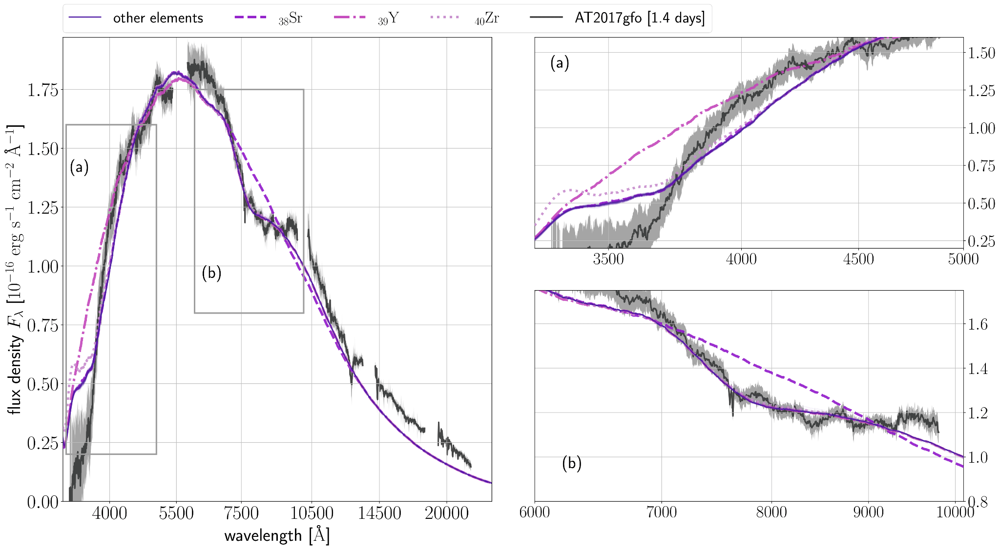 other elements ₃₈Sr ₃₉Y ₄₀Zr AT2017gfo [1.4 days]
flux density F_λ [10⁻¹⁶ erg s⁻¹ cm⁻² Å⁻¹]
1.75
1.50
1.25
1.00
0.75
0.50
0.25
0.00
(a)
(b)
4000 5500 7500 10500 14500 20000
wavelength [Å]
(a)
1.50
1.25
1.00
0.75
0.50
0.25
3500 4000 4500 5000
1.6
1.4
1.2
1.0
0.8
(b)
6000 7000 8000 9000 10000